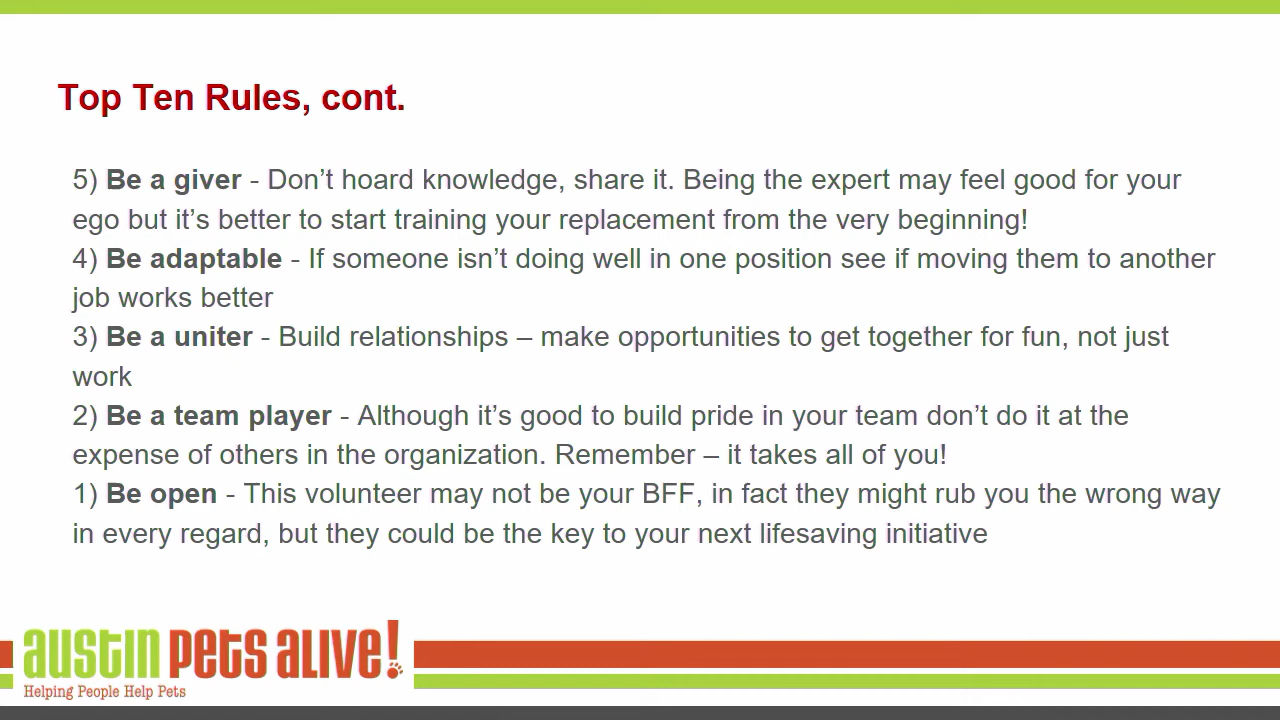 Top Ten Rules, cont.
5) Be a giver - Don’t hoard knowledge, share it. Being the expert may feel good for your
ego but it’s better to start training your replacement from the very beginning!
4) Be adaptable - If someone isn’t doing well in one position see if moving them to another
job works better
3) Be a uniter - Build relationships – make opportunities to get together for fun, not just
work
2) Be a team player - Although it’s good to build pride in your team don’t do it at the
expense of others in the organization. Remember – it takes all of you!
1) Be open - This volunteer may not be your BFF, in fact they might rub you the wrong way
in every regard, but they could be the key to your next lifesaving initiative
austin pets alive!
Helping People Help Pets